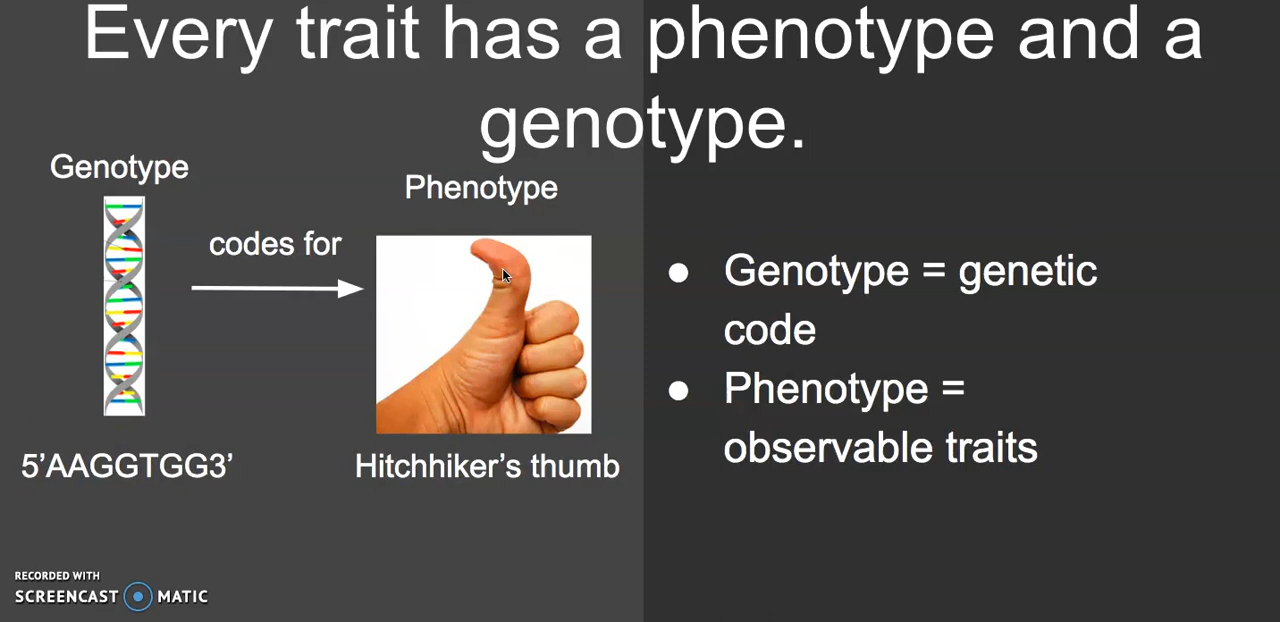 Every trait has a phenotype and a
genotype.
Genotype
Phenotype
codes for
5’AAGGTGG3’
Hitchhiker’s thumb
● Genotype = genetic
code
● Phenotype =
observable traits
RECORDED WITH
SCREENCAST MATIC